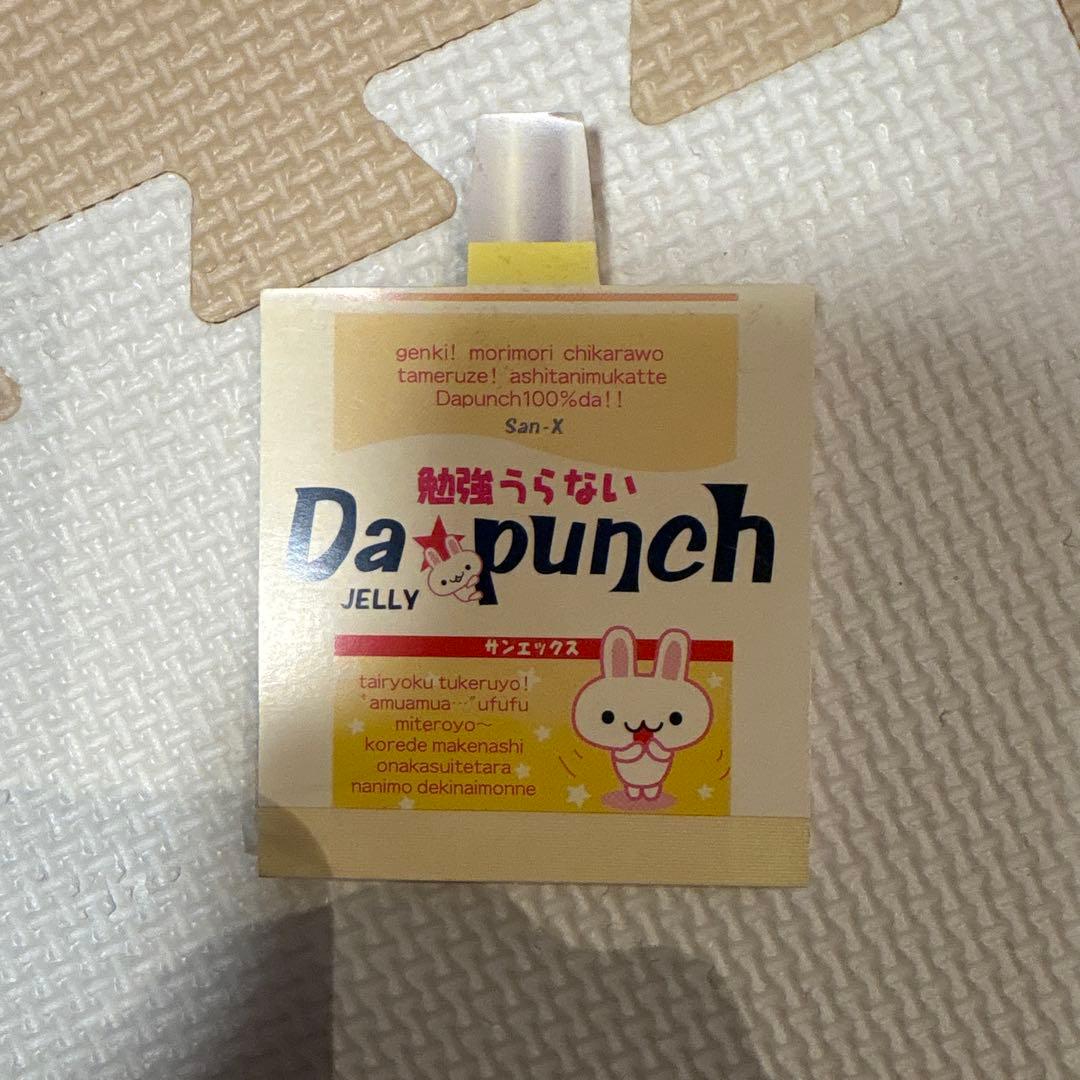 genki! morimori chikarawo
tameruze! ashitanimukatte
Dapunch100%da!!
San-X
勉強うらない
Da★punch
JELLY
サンエックス
tairyoku tukeruyo!
"amuamua…"ufufu
miteroyo~
korede makenashi
onakasuitetara
nanimo dekinaimonne